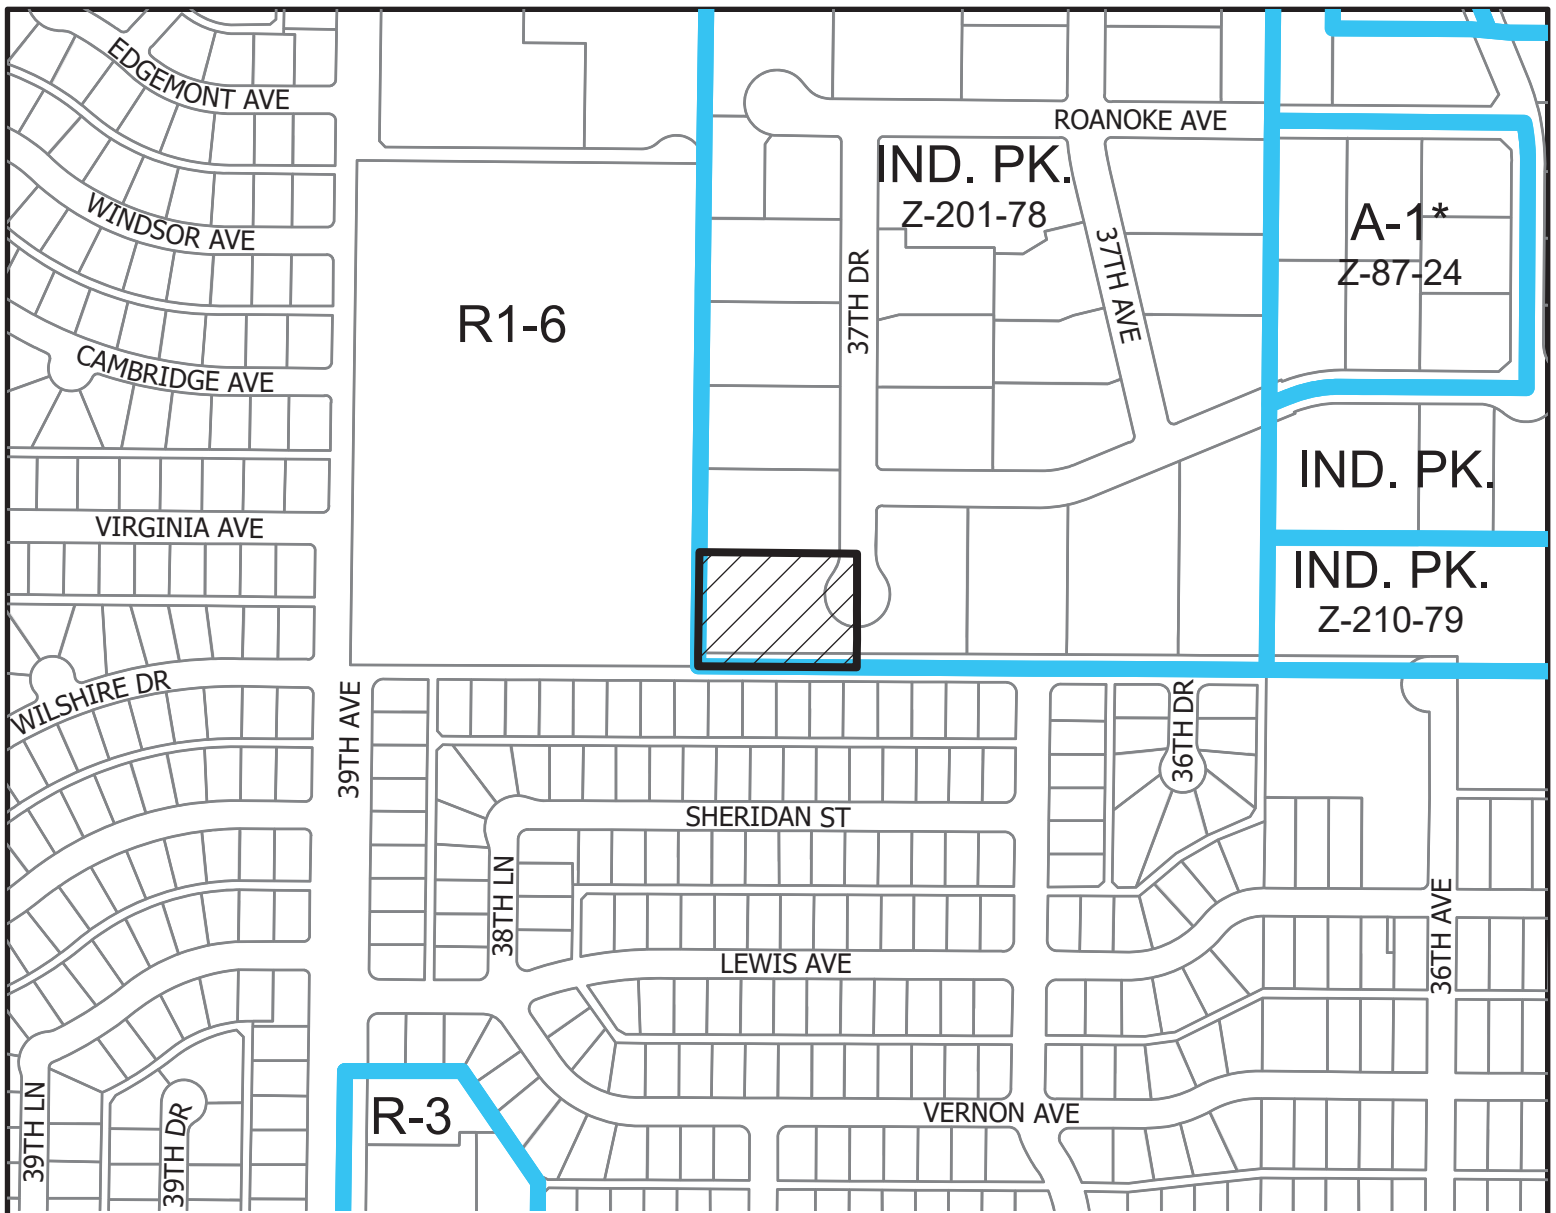 EDGEMONT AVE
ROANOKE AVE
IND. PK.
Z-201-78
WINDSOR AVE
A-1*
Z-87-24
37TH DR
37TH AVE
R1-6
CAMBRIDGE AVE
IND. PK.
VIRGINIA AVE
IND. PK.
Z-210-79
WILSHIRE DR
39TH AVE
36TH DR
SHERIDAN ST
38TH LN
36TH AVE
LEWIS AVE
R-3
VERNON AVE
39TH LN
39TH DR